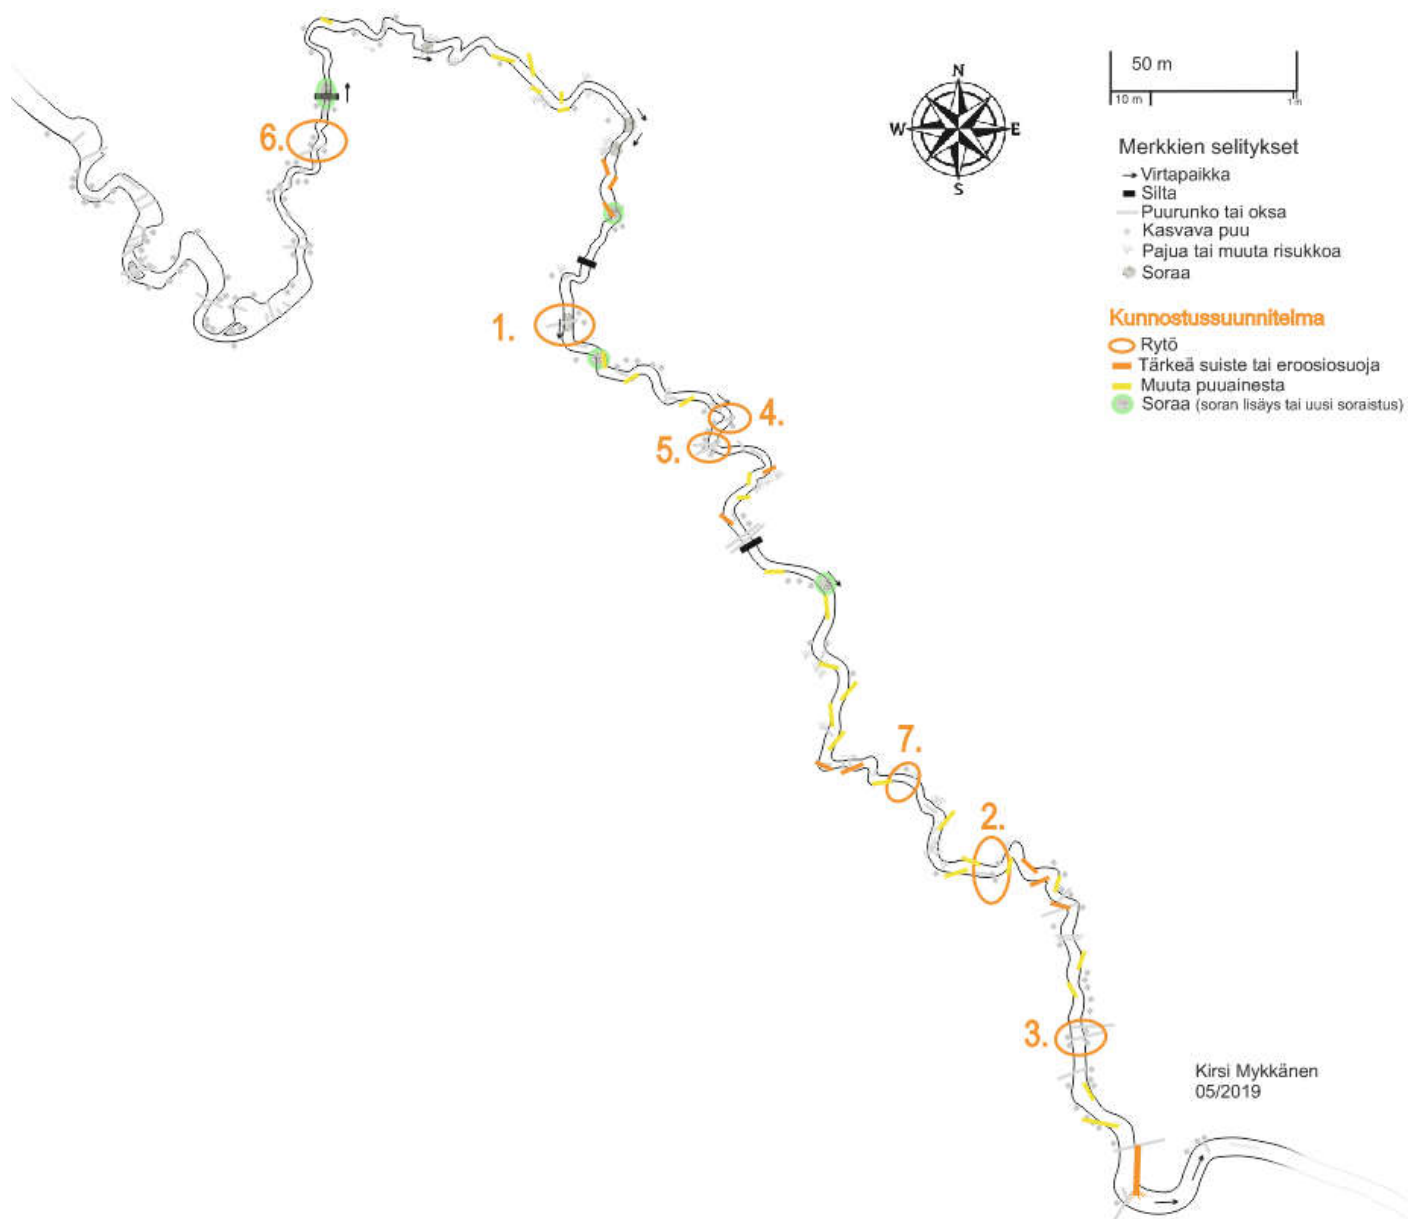 50 m
10 m
1 m
N
W
E
S
Merkkien selitykset
Virtapaikka
Silta
Puurunko tai oksa
Kasvava puu
Pajua tai muuta risukkoa
Soraa
Kunnostussuunnitelma
Rytö
Tärkeä suiste tai eroosiosuoja
Muuta puuainesta
Soraa (soran lisäys tai uusi soraistus)
6.
1.
4.
5.
7.
2.
3.
Kirsi Mykkänen
05/2019